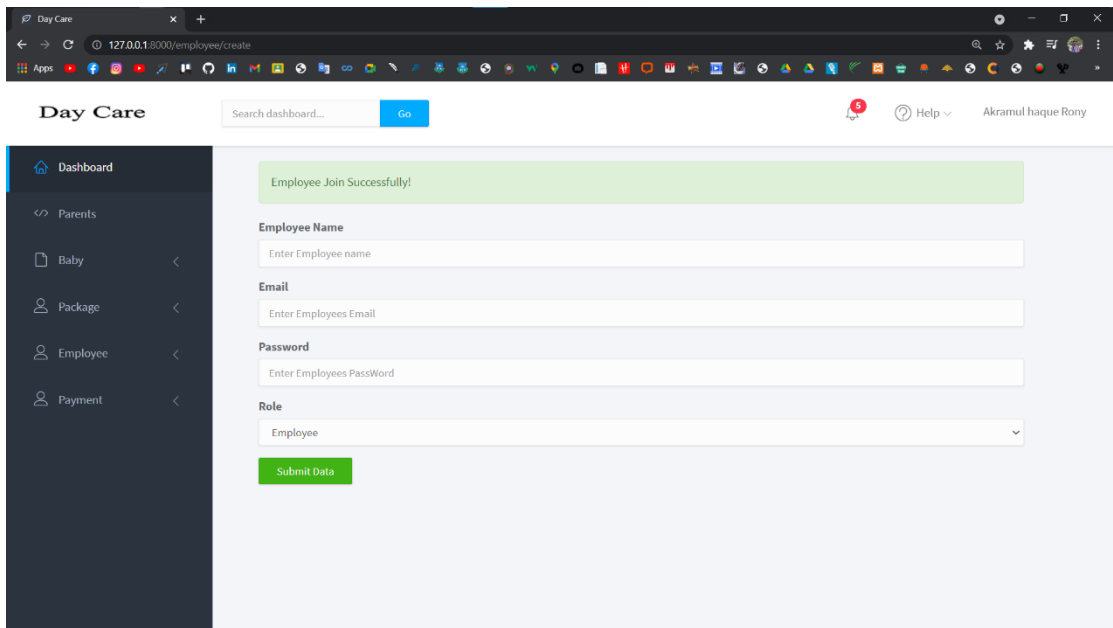 Day Care
127.0.0.1:8000/employee/create
Apps
Day Care
Search dashboard...
Go
5
Help
Akramul haque Rony
Dashboard
Parents
Baby
Package
Employee
Payment
Employee Join Successfully!
Employee Name
Enter Employee name
Email
Enter Employees Email
Password
Enter Employees PassWord
Role
Employee
Submit Data